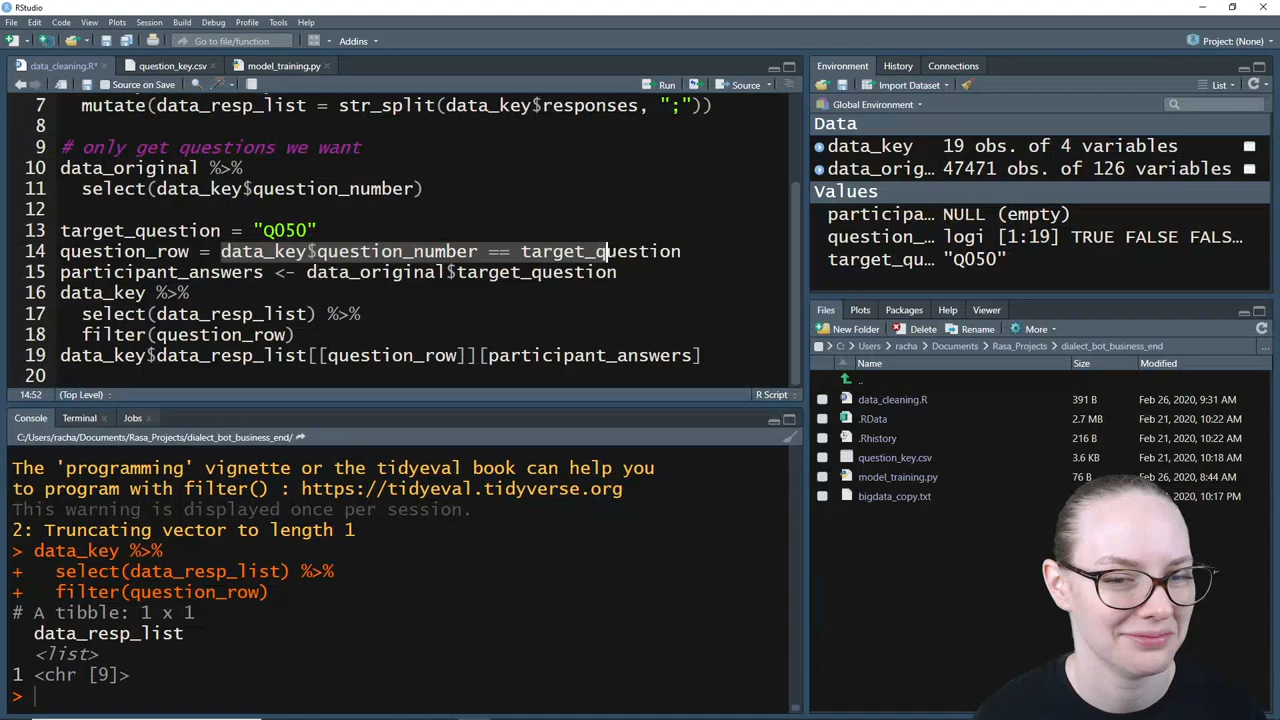 RStudio
File Edit Code View Plots Session Build Debug Profile Tools Help
Go to file/function Addins Project: (None)
data_cleaning.R* question_key.csv model_training.py
Source on Save Run Source
7 mutate(data_resp_list = str_split(data_key$responses, ";"))
8
9 # only get questions we want
10 data_original %>%
11 select(data_key$question_number)
12
13 target_question = "Q050"
14 question_row = data_key$question_number == target_question
15 participant_answers <- data_original$target_question
16 data_key %>%
17 select(data_resp_list) %>%
18 filter(question_row)
19 data_key$data_resp_list[[question_row]][participant_answers]
20
14:52 (Top Level) R Script
Console Terminal Jobs
C:/Users/racha/Documents/Rasa_Projects/dialect_bot_business_end/
The 'programming' vignette or the tidyeval book can help you
to program with filter() : https://tidyeval.tidyverse.org
This warning is displayed once per session.
2: Truncating vector to length 1
> data_key %>%
+ select(data_resp_list) %>%
+ filter(question_row)
# A tibble: 1 x 1
data_resp_list
<list>
1 <chr [9]>
>
Environment History Connections
Import Dataset List
Global Environment
Data
data_key 19 obs. of 4 variables
data_orig… 47471 obs. of 126 variables
Values
participa… NULL (empty)
question_… logi [1:19] TRUE FALSE FALS…
target_qu… "Q050"
Files Plots Packages Help Viewer
New Folder Delete Rename More
C: Users racha Documents Rasa_Projects dialect_bot_business_end ...
Name Size Modified
..
data_cleaning.R 391 B Feb 26, 2020, 9:31 AM
.RData 2.7 MB Feb 21, 2020, 10:22 AM
.Rhistory 216 B Feb 21, 2020, 10:22 AM
question_key.csv 3.6 KB Feb 21, 2020, 10:18 AM
model_training.py 76 B Feb 26, 2020, 8:44 AM
bigdata_copy.txt 2020, 10:17 PM